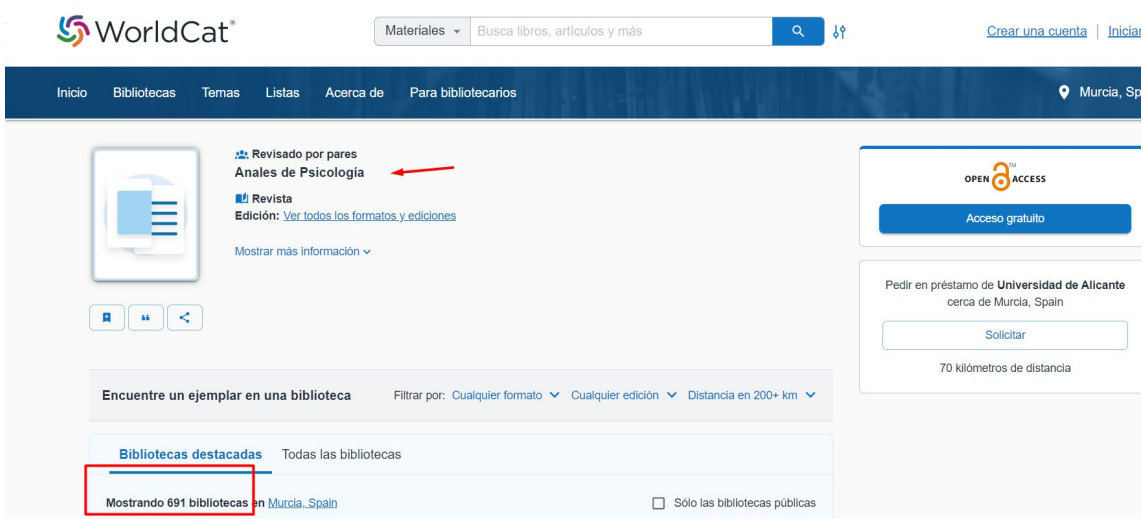 WorldCat®
Materiales
Busca libros, artículos y más
Crear una cuenta | Iniciar
Inicio Bibliotecas Temas Listas Acerca de Para bibliotecarios
Murcia, Sp
Revisado por pares
Anales de Psicología
Revista
Edición: Ver todos los formatos y ediciones
Mostrar más información
OPEN ACCESS
TM
Acceso gratuito
Pedir en préstamo de Universidad de Alicante
cerca de Murcia, Spain
Solicitar
70 kilómetros de distancia
Encuentre un ejemplar en una biblioteca
Filtrar por: Cualquier formato Cualquier edición Distancia en 200+ km
Bibliotecas destacadas Todas las bibliotecas
Mostrando 691 bibliotecas en Murcia, Spain
Sólo las bibliotecas públicas